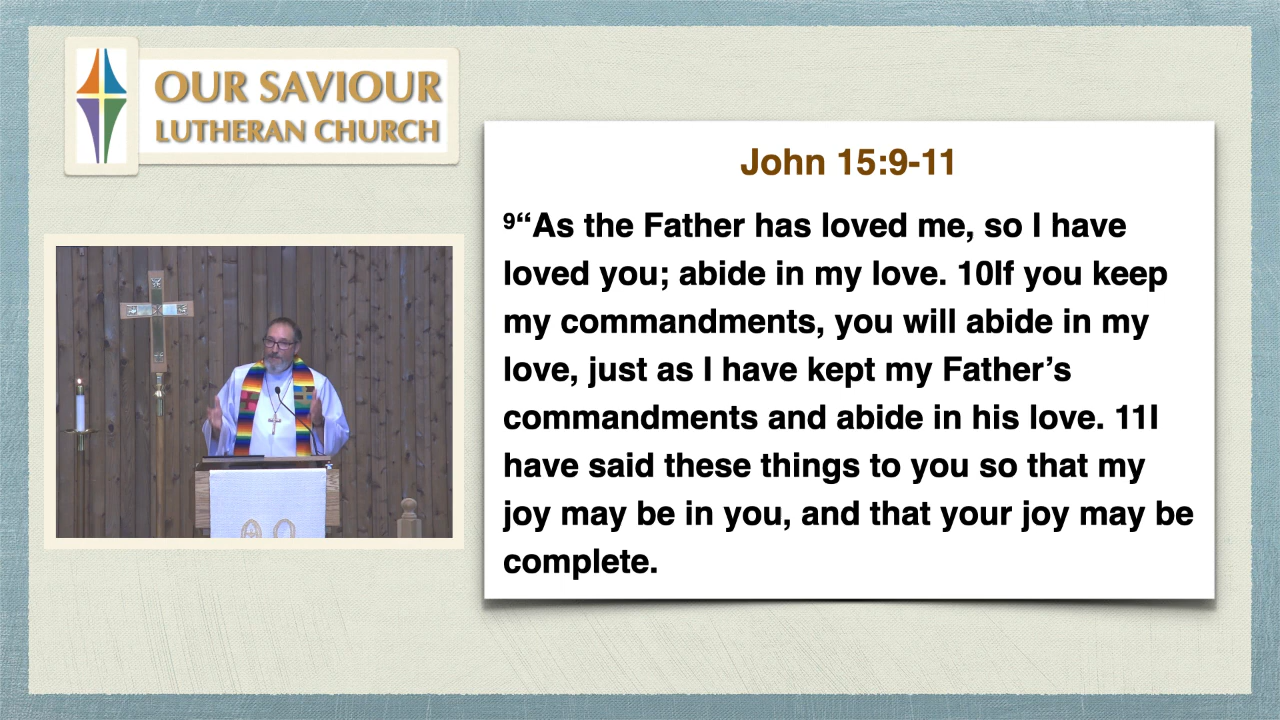 OUR SAVIOUR
LUTHERAN CHURCH
John 15:9-11
⁹“As the Father has loved me, so I have
loved you; abide in my love. 10If you keep
my commandments, you will abide in my
love, just as I have kept my Father’s
commandments and abide in his love. 11I
have said these things to you so that my
joy may be in you, and that your joy may be
complete.